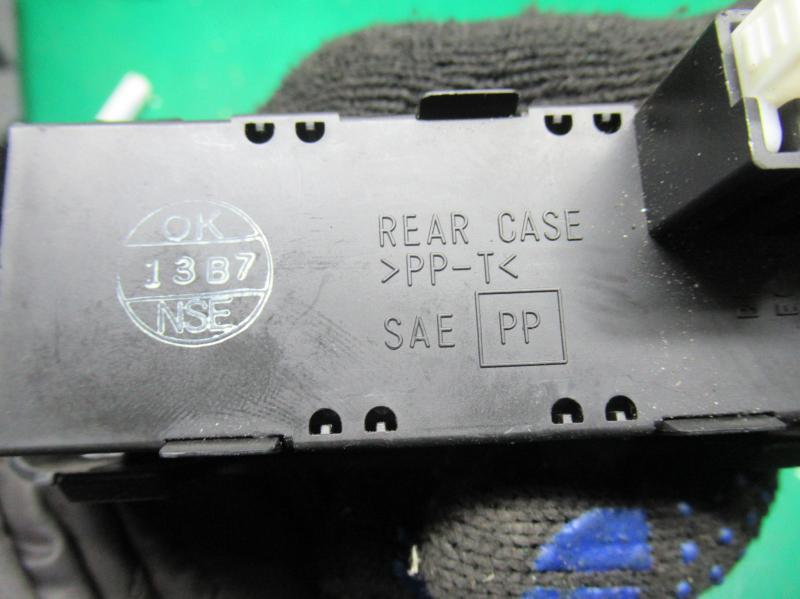 OK
13B7
NSE
REAR CASE
>PP-T<
SAE PP